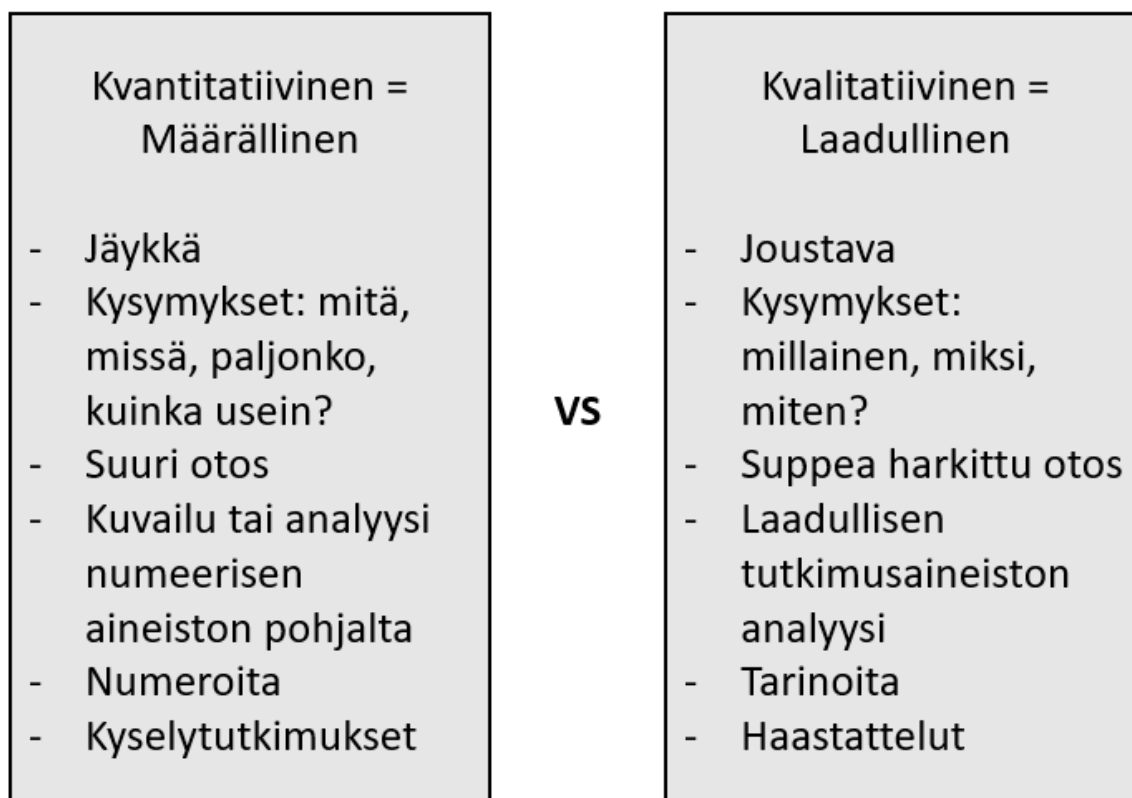 Kvantitatiivinen =
Määrällinen
- Jäykkä
- Kysymykset: mitä,
missä, paljonko,
kuinka usein?
- Suuri otos
- Kuvailu tai analyysi
numeerisen
aineiston pohjalta
- Numeroita
- Kyselytutkimukset
VS
Kvalitatiivinen =
Laadullinen
- Joustava
- Kysymykset:
millainen, miksi,
miten?
- Suppea harkittu otos
- Laadullisen
tutkimusaineiston
analyysi
- Tarinoita
- Haastattelut